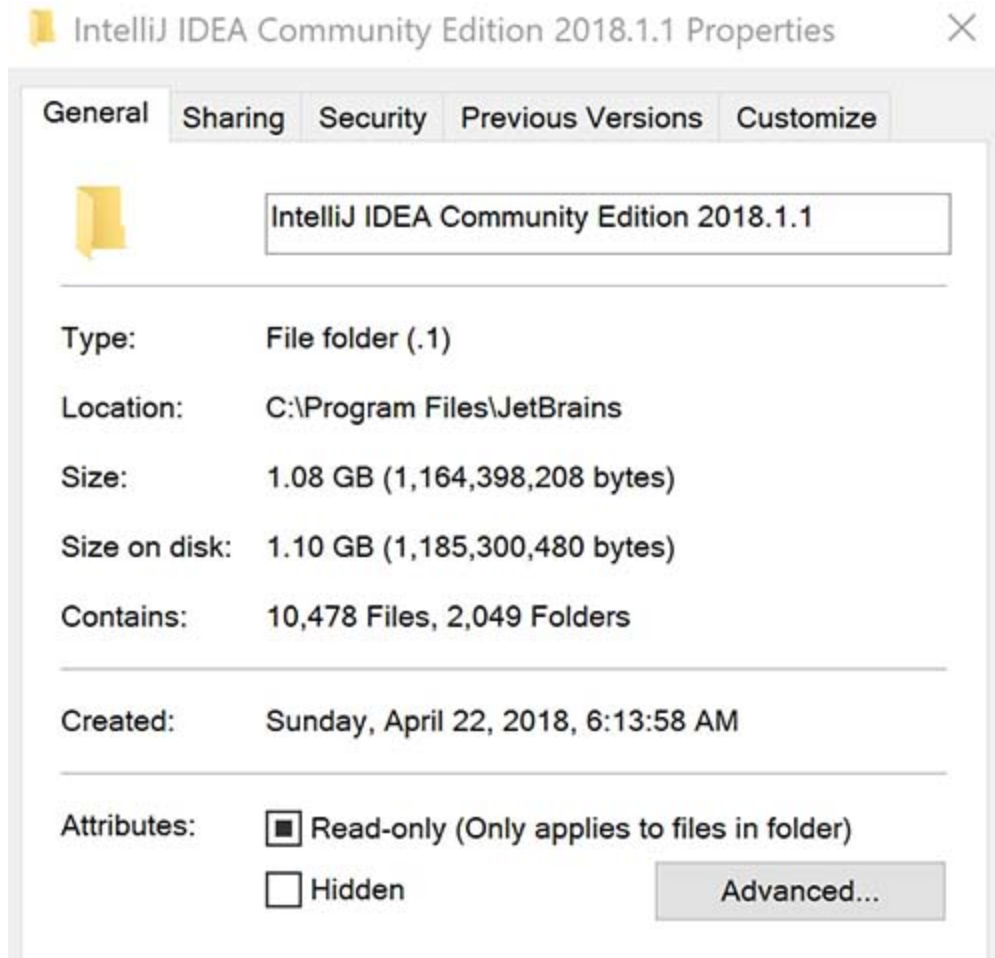 IntelliJ IDEA Community Edition 2018.1.1 Properties
General Sharing Security Previous Versions Customize
IntelliJ IDEA Community Edition 2018.1.1
Type: File folder (.1)
Location: C:\Program Files\JetBrains
Size: 1.08 GB (1,164,398,208 bytes)
Size on disk: 1.10 GB (1,185,300,480 bytes)
Contains: 10,478 Files, 2,049 Folders
Created: Sunday, April 22, 2018, 6:13:58 AM
Attributes: Read-only (Only applies to files in folder)
Hidden Advanced...